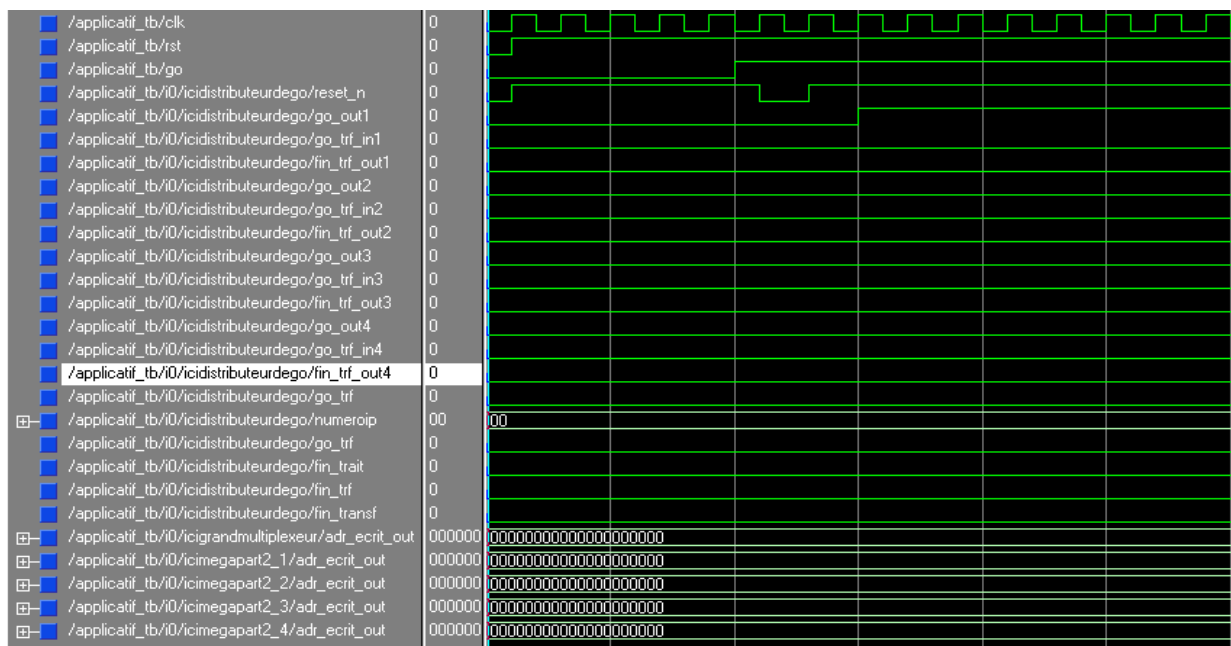 /applicatif_tb/clk 0
/applicatif_tb/rst 0
/applicatif_tb/go 0
/applicatif_tb/i0/icidistributeurdego/reset_n 0
/applicatif_tb/i0/icidistributeurdego/go_out1 0
/applicatif_tb/i0/icidistributeurdego/go_trf_in1 0
/applicatif_tb/i0/icidistributeurdego/fin_trf_out1 0
/applicatif_tb/i0/icidistributeurdego/go_out2 0
/applicatif_tb/i0/icidistributeurdego/go_trf_in2 0
/applicatif_tb/i0/icidistributeurdego/fin_trf_out2 0
/applicatif_tb/i0/icidistributeurdego/go_out3 0
/applicatif_tb/i0/icidistributeurdego/go_trf_in3 0
/applicatif_tb/i0/icidistributeurdego/fin_trf_out3 0
/applicatif_tb/i0/icidistributeurdego/go_out4 0
/applicatif_tb/i0/icidistributeurdego/go_trf_in4 0
/applicatif_tb/i0/icidistributeurdego/fin_trf_out4 0
/applicatif_tb/i0/icidistributeurdego/go_trf 0
/applicatif_tb/i0/icidistributeurdego/numeroip 00 00
/applicatif_tb/i0/icidistributeurdego/go_trf 0
/applicatif_tb/i0/icidistributeurdego/fin_trait 0
/applicatif_tb/i0/icidistributeurdego/fin_trf 0
/applicatif_tb/i0/icidistributeurdego/fin_transf 0
/applicatif_tb/i0/icigrandmultiplexeur/adr_ecrit_out 000000 00000000000000000000
/applicatif_tb/i0/icimegapart2_1/adr_ecrit_out 000000 00000000000000000000
/applicatif_tb/i0/icimegapart2_2/adr_ecrit_out 000000 00000000000000000000
/applicatif_tb/i0/icimegapart2_3/adr_ecrit_out 000000 00000000000000000000
/applicatif_tb/i0/icimegapart2_4/adr_ecrit_out 000000 00000000000000000000